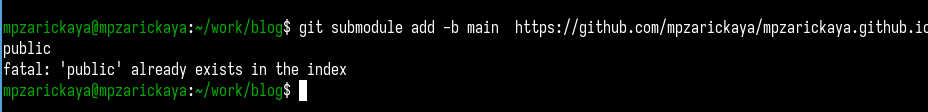 mpzarickaya@mpzarickaya:~/work/blog$ git submodule add -b main  https://github.com/mpzarickaya/mpzarickaya.github.io
public
fatal: 'public' already exists in the index
mpzarickaya@mpzarickaya:~/work/blog$